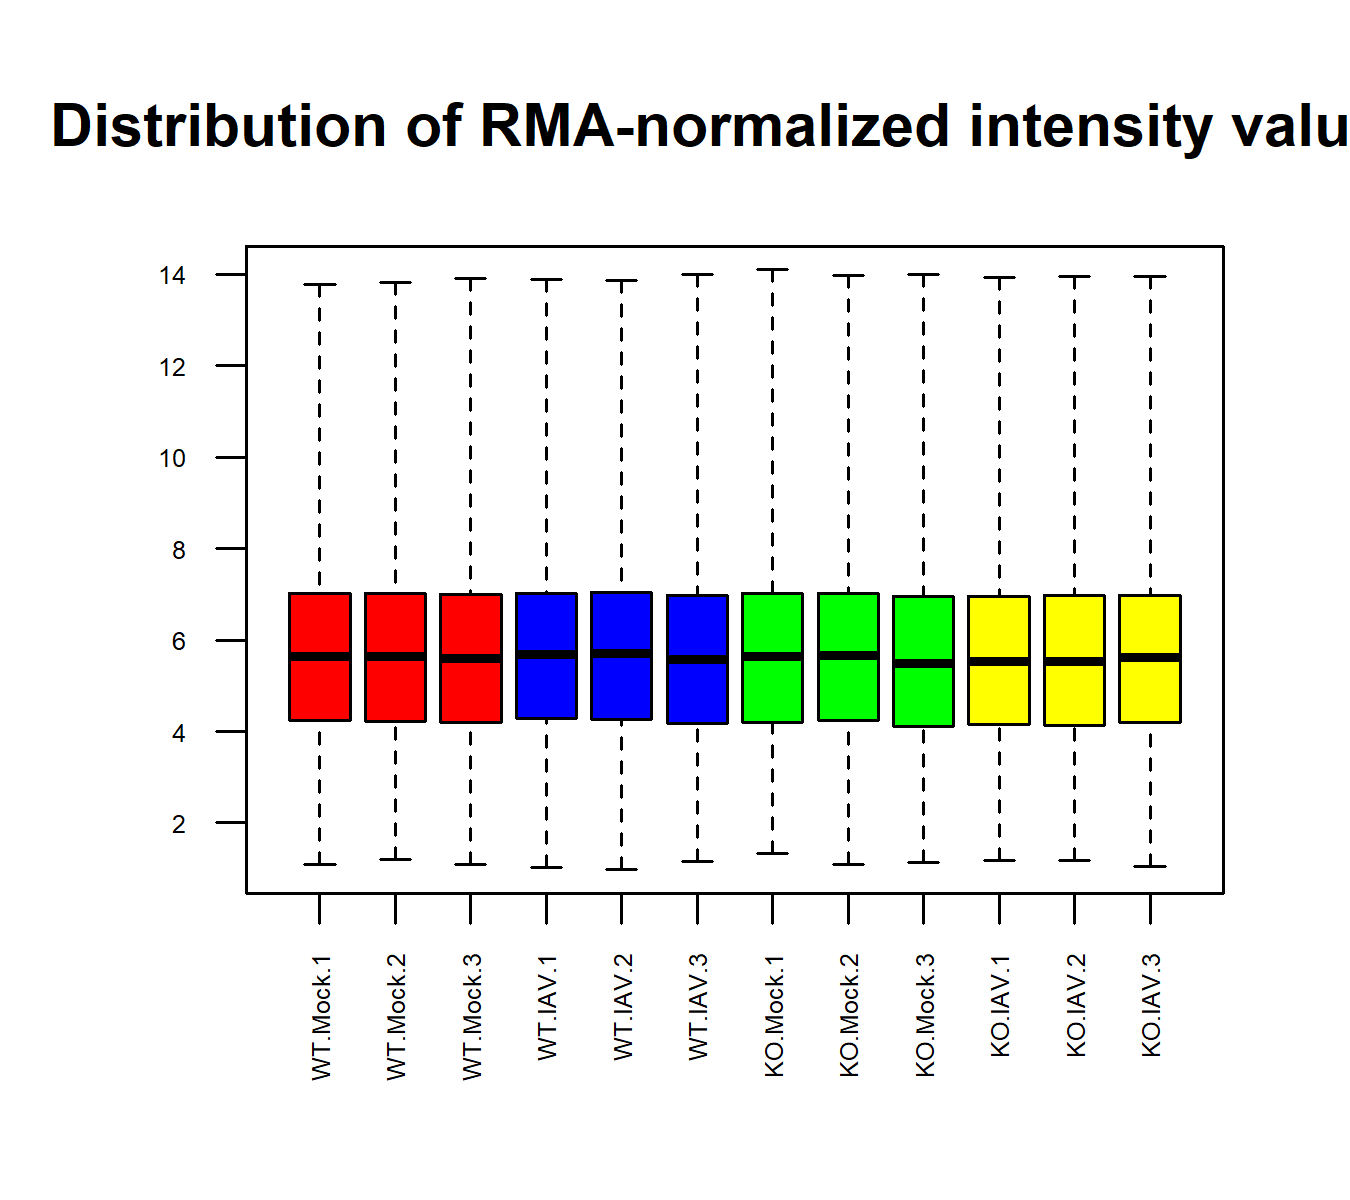 Distribution of RMA-normalized intensity valu
14
12
10
8
6
4
2
WT.Mock.1
WT.Mock.2
WT.Mock.3
WT.IAV.1
WT.IAV.2
WT.IAV.3
KO.Mock.1
KO.Mock.2
KO.Mock.3
KO.IAV.1
KO.IAV.2
KO.IAV.3